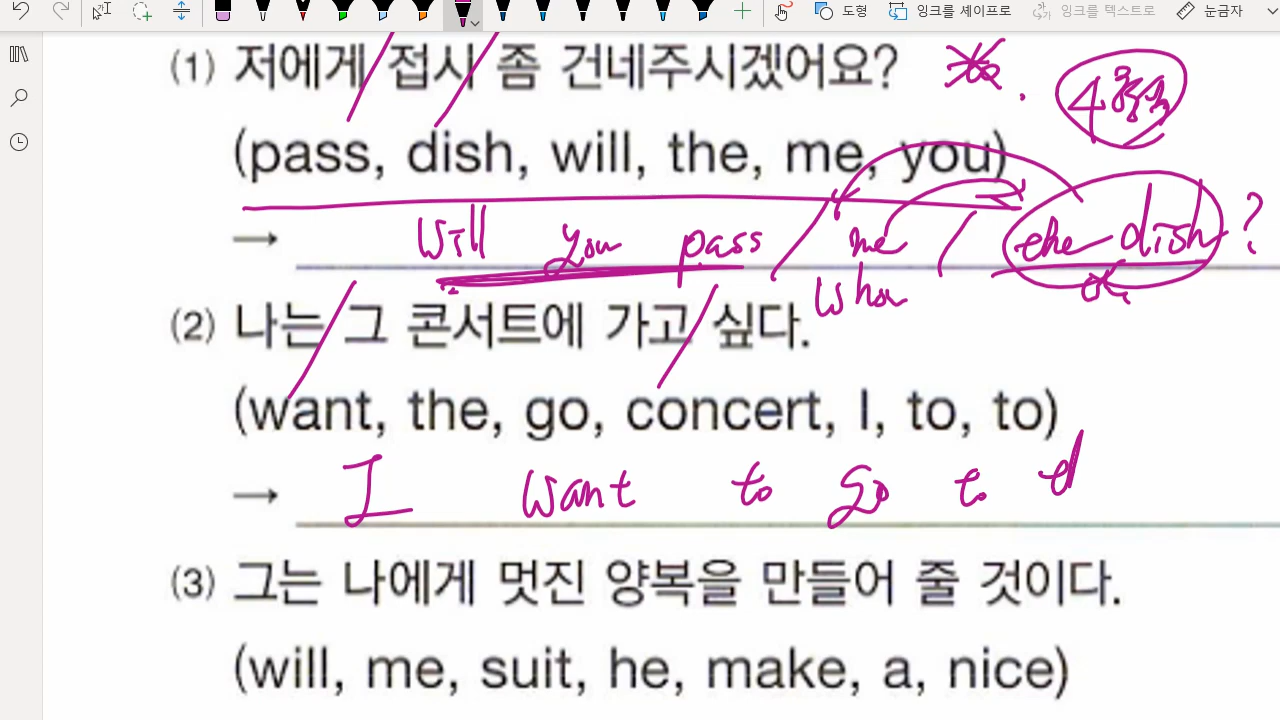 도형 잉크를 셰이프로 잉크를 텍스트로 눈금자
(1) 저에게 접시 좀 건네주시겠어요?
(pass, dish, will, the, me, you)
→ Will you pass me the dish?
(2) 나는 그 콘서트에 가고 싶다.
(want, the, go, concert, I, to, to)
→ I want to go to
(3) 그는 나에게 멋진 양복을 만들어 줄 것이다.
(will, me, suit, he, make, a, nice)